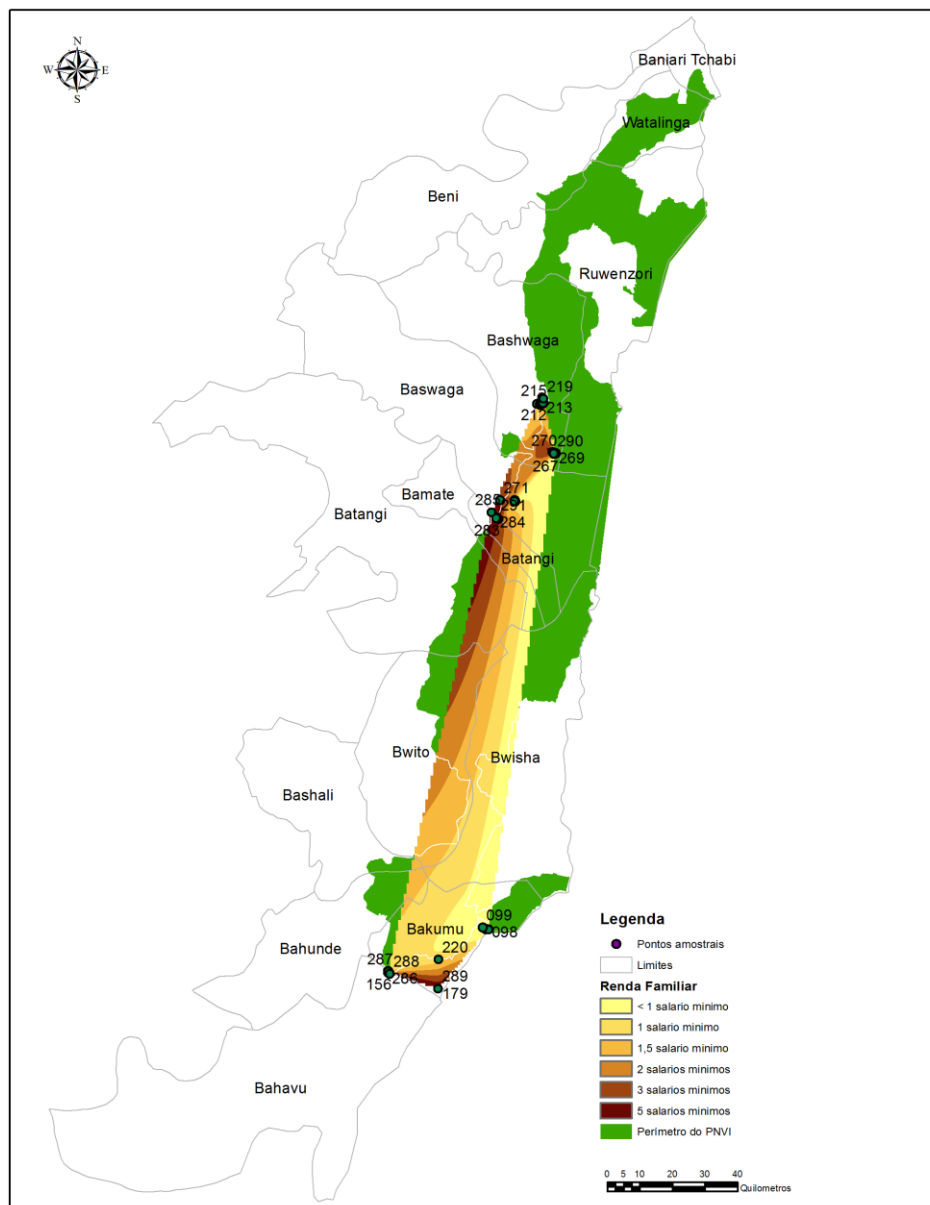 N
W E
S
Baniari Tchabi
Watalinga
Beni
Ruwenzori
Bashwaga
Baswaga
215 219
212 213
270 290
267 269
Bamate
285 271
291
Batangi
283 284
Batangi
Bwito
Bwisha
Bashali
099
098
Bakumu
Bahunde
220
287 288
156 286
289
179
Bahavu
Legenda
Pontos amostrais
Limites
Renda Familiar
< 1 salario minimo
1 salario minimo
1,5 salario minimo
2 salarios minimos
3 salarios minimos
5 salarios minimos
Perímetro do PNVI
0 5 10 20 30 40
Quilometros